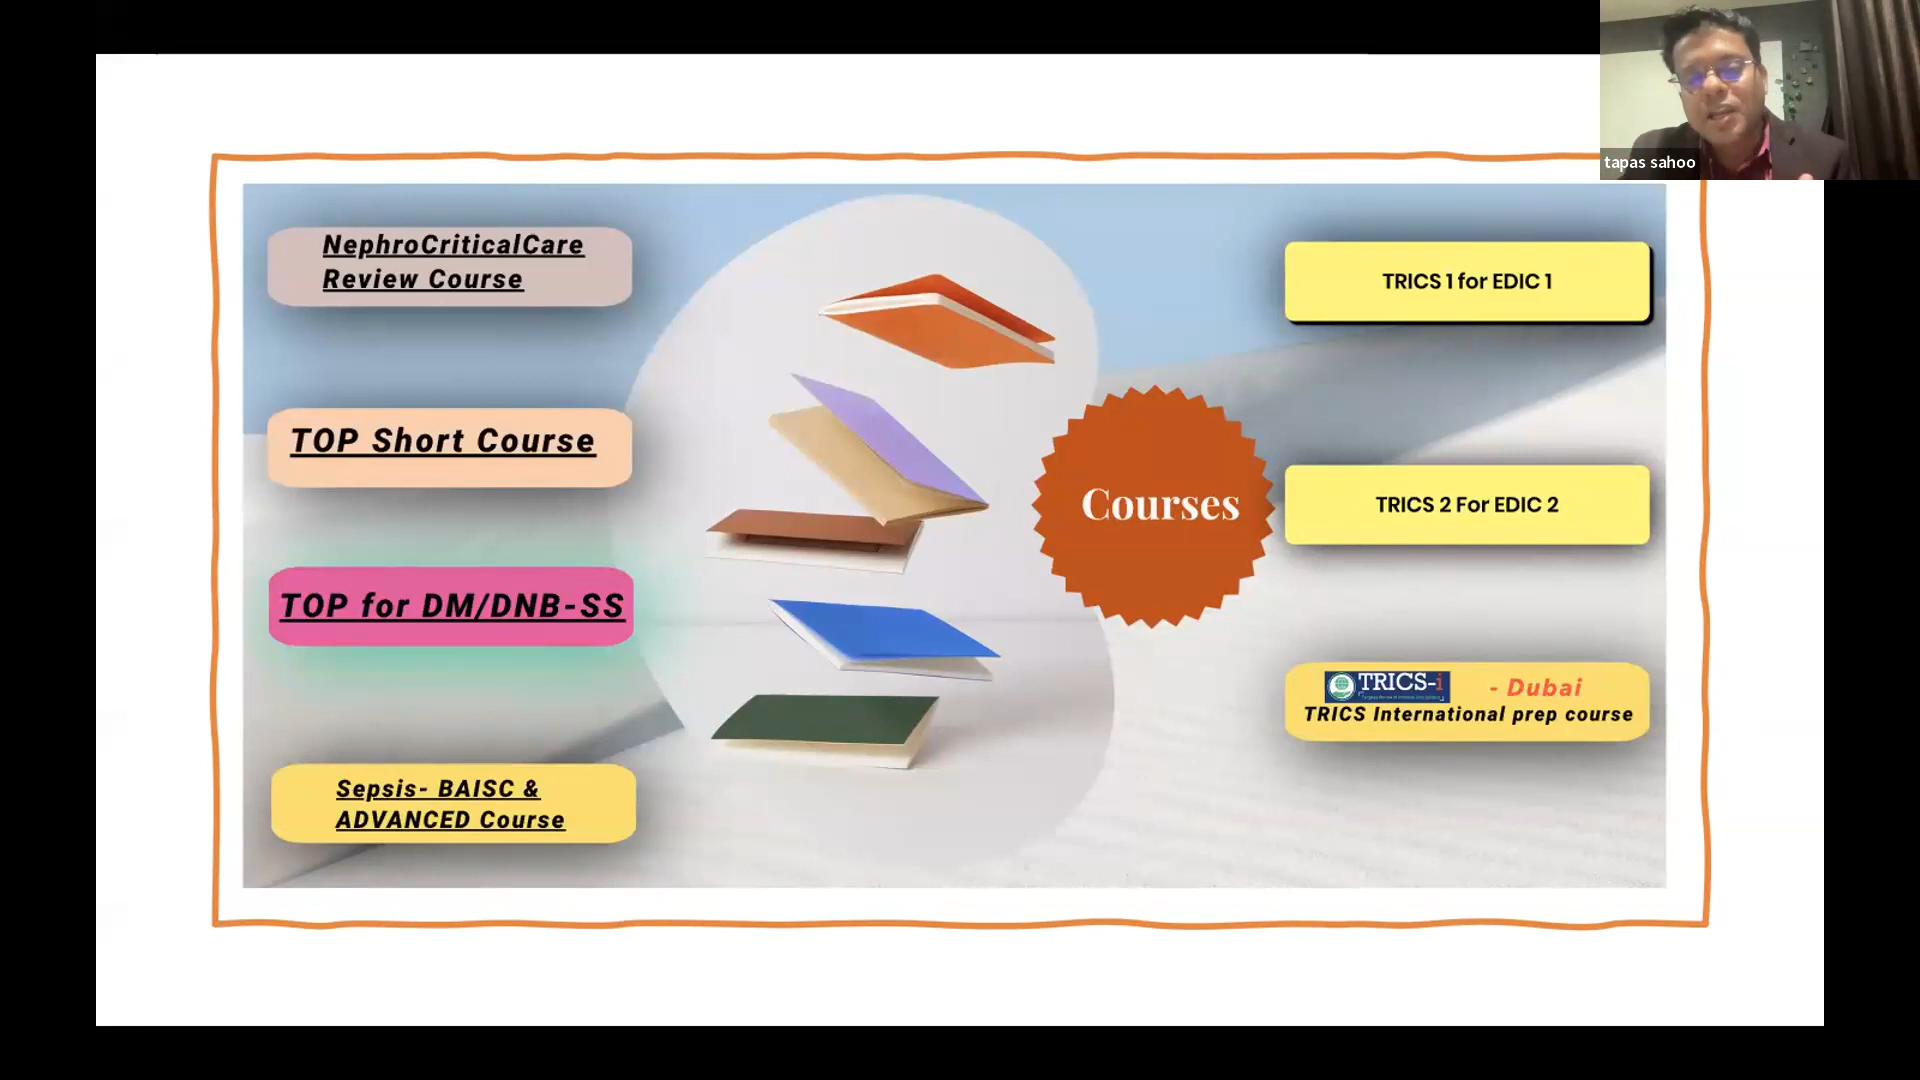 tapas sahoo
NephroCriticalCare
Review Course
TOP Short Course
TOP for DM/DNB-SS
Sepsis- BAISC &
ADVANCED Course
Courses
TRICS 1 for EDIC 1
TRICS 2 For EDIC 2
TRICS- - Dubai
TRICS International prep course